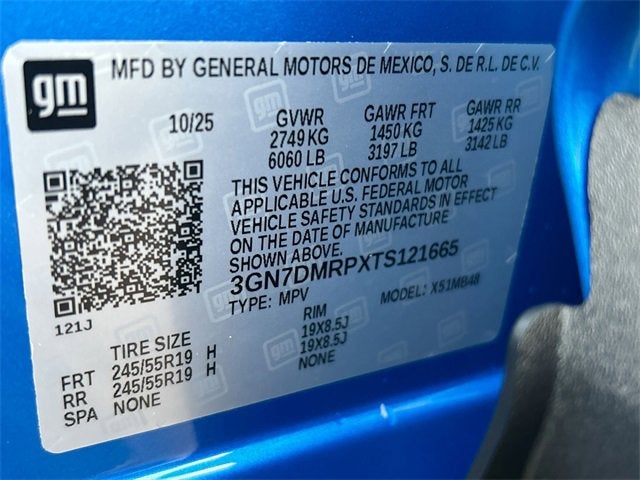 gm MFD BY GENERAL MOTORS DE MEXICO, S. DE R.L. DE C.V.
10/25 GVWR GAWR FRT GAWR RR
2749 KG 1450 KG 1425 KG
6060 LB 3197 LB 3142 LB
THIS VEHICLE CONFORMS TO ALL
APPLICABLE U.S. FEDERAL MOTOR
VEHICLE SAFETY STANDARDS IN EFFECT
ON THE DATE OF MANUFACTURE
SHOWN ABOVE.
3GN7DMRPXTS121665
TYPE: MPV MODEL: X51MB48
121J
TIRE SIZE RIM
FRT 245/55R19 H 19X8.5J
RR 245/55R19 H 19X8.5J
SPA NONE NONE